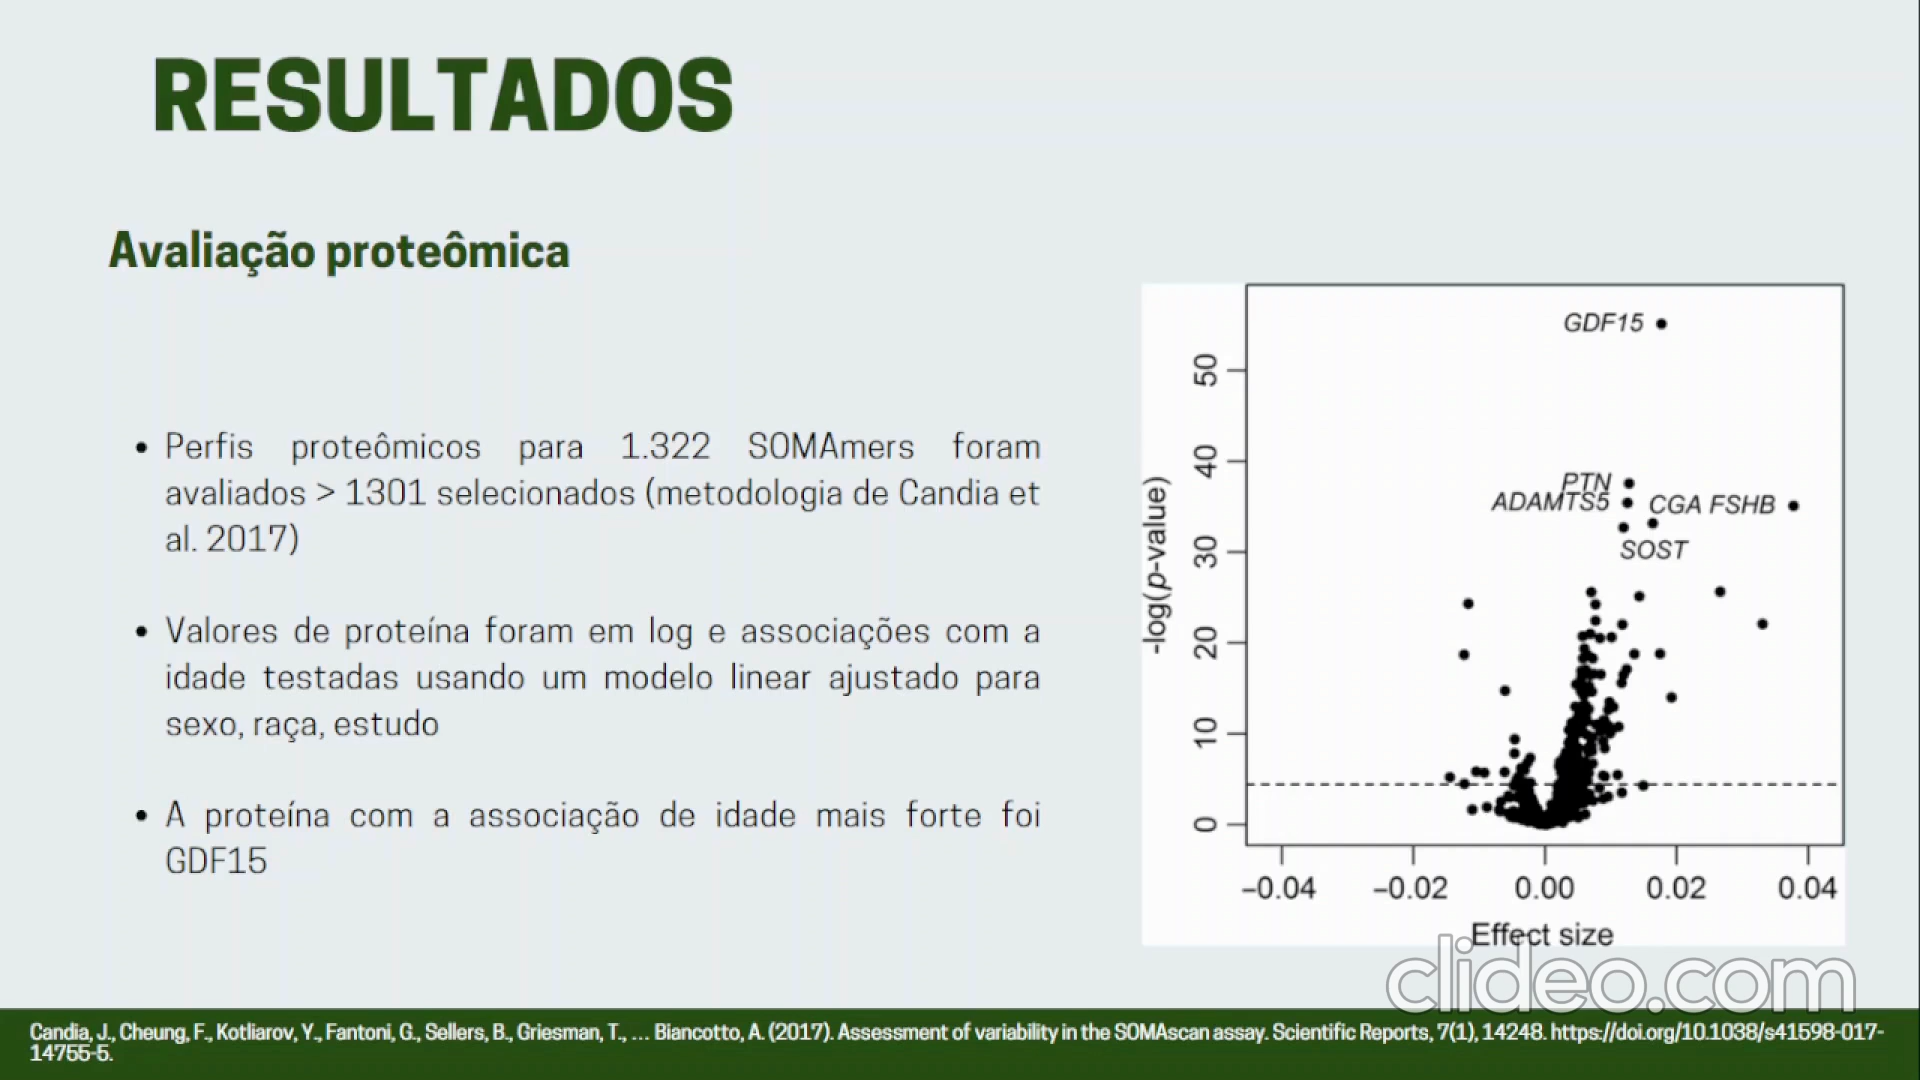 RESULTADOS
Avaliação proteômica
• Perfis proteômicos para 1.322 SOMAmers foram
avaliados > 1301 selecionados (metodologia de Candia et
al. 2017)
• Valores de proteína foram em log e associações com a
idade testadas usando um modelo linear ajustado para
sexo, raça, estudo
• A proteína com a associação de idade mais forte foi
GDF15
GDF15
PTN
ADAMTS5
CGA FSHB
SOST
-log(p-value)
50
40
30
20
10
0
−0.04 −0.02 0.00 0.02 0.04
Effect size
clideo.com
Candia, J., Cheung, F., Kotliarov, Y., Fantoni, G., Sellers, B., Griesman, T., ... Biancotto, A. (2017). Assessment of variability in the SOMAscan assay. Scientific Reports, 7(1), 14248. https://doi.org/10.1038/s41598-017-
14755-5.